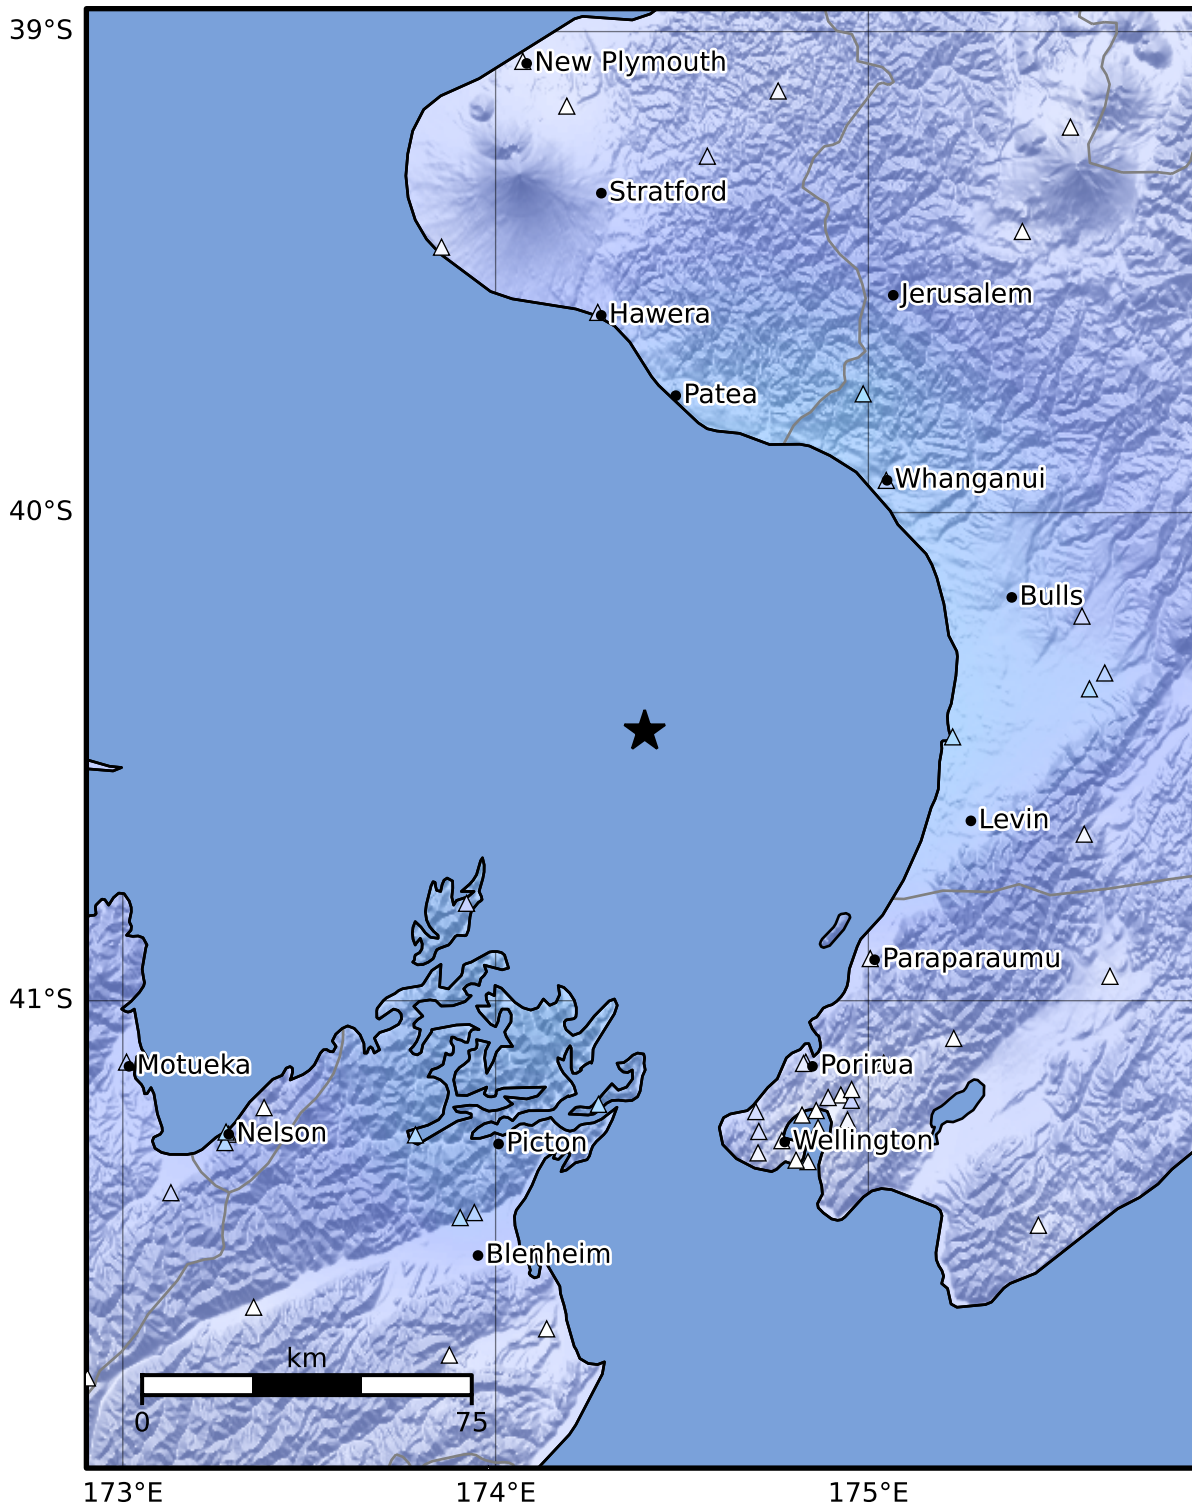 39°S
New Plymouth
Stratford
Jerusalem
Hawera
Patea
Whanganui
40°S
Bulls
Levin
Paraparaumu
41°S
Motueka
Porirua
Nelson
Picton
Wellington
Blenheim
km
0 75
173°E 174°E 175°E